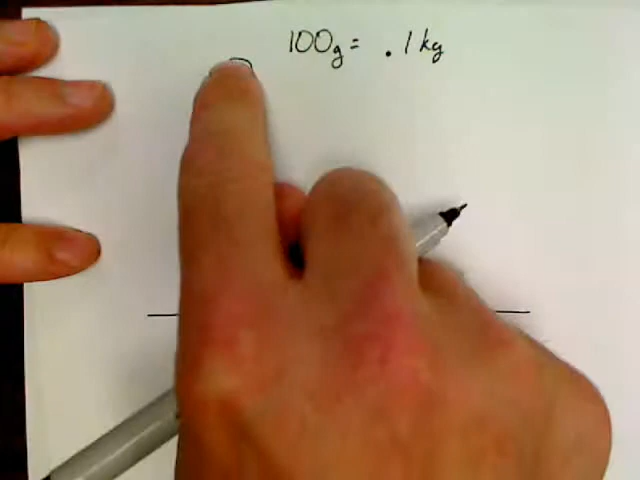 100g = .1 kg